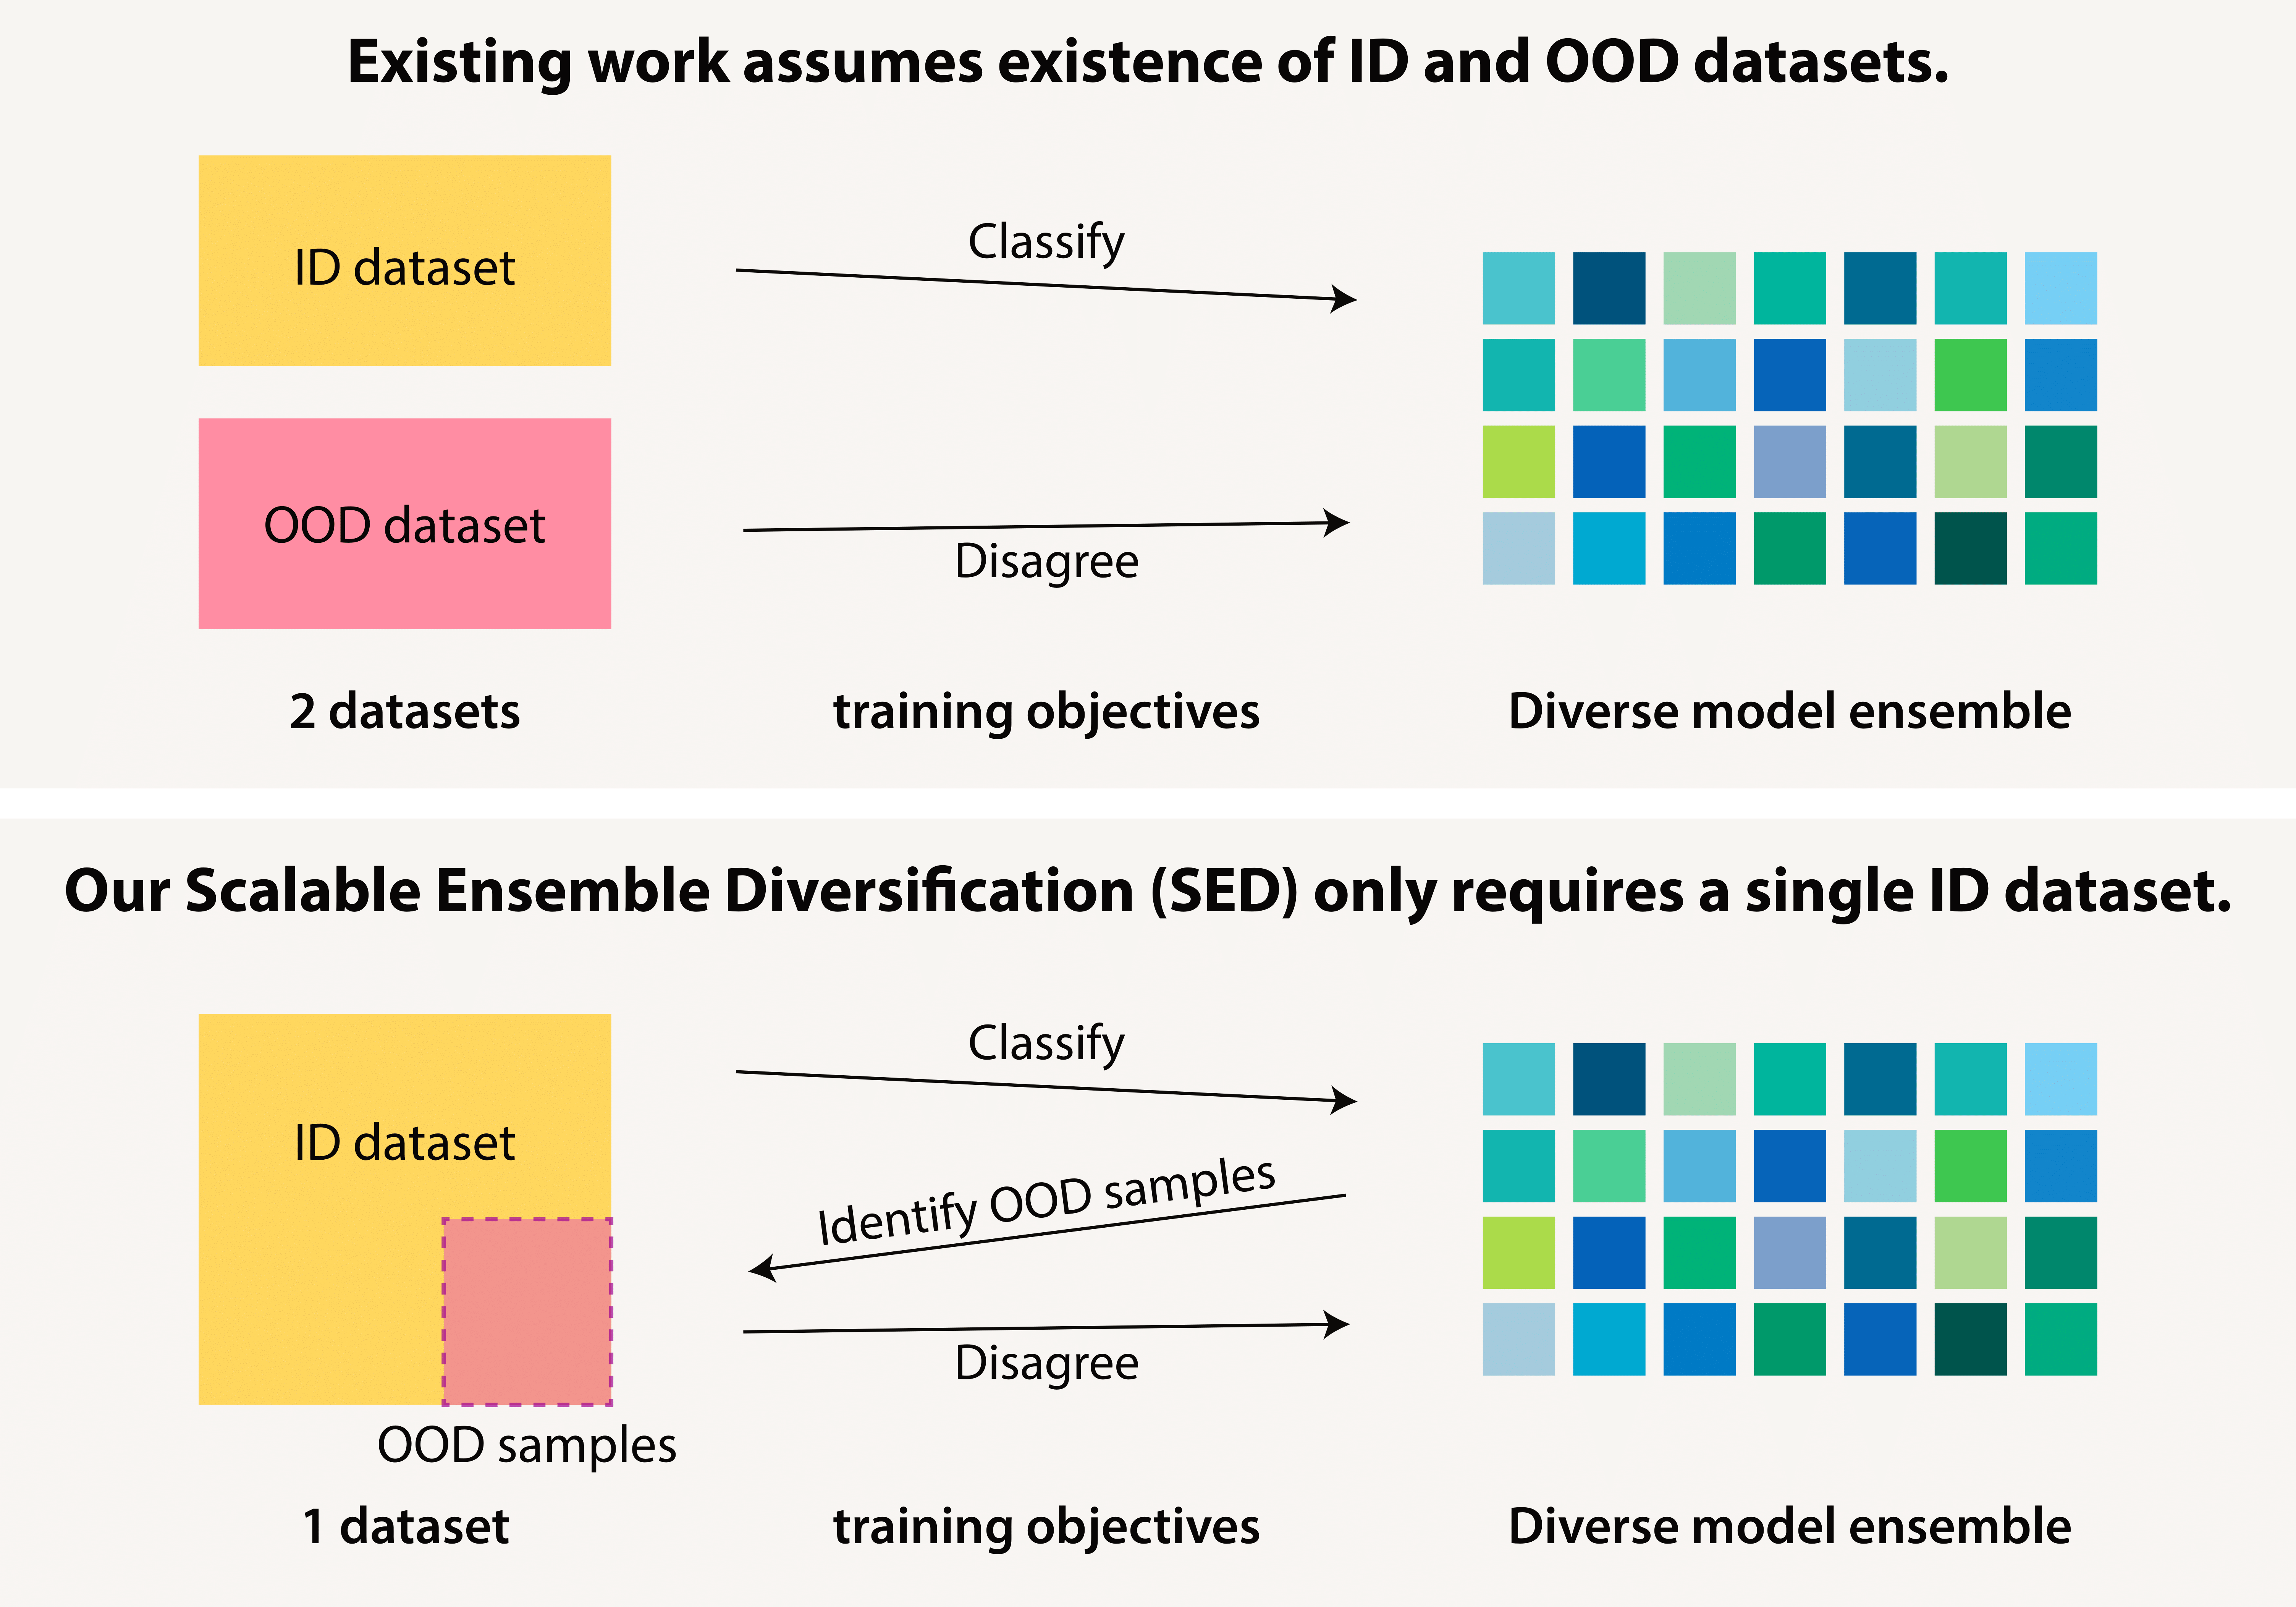 Existing work assumes existence of ID and OOD datasets.
ID dataset
Classify
OOD dataset
Disagree
2 datasets
training objectives
Diverse model ensemble
Our Scalable Ensemble Diversification (SED) only requires a single ID dataset.
Classify
ID dataset
Identify OOD samples
Disagree
OOD samples
1 dataset
training objectives
Diverse model ensemble